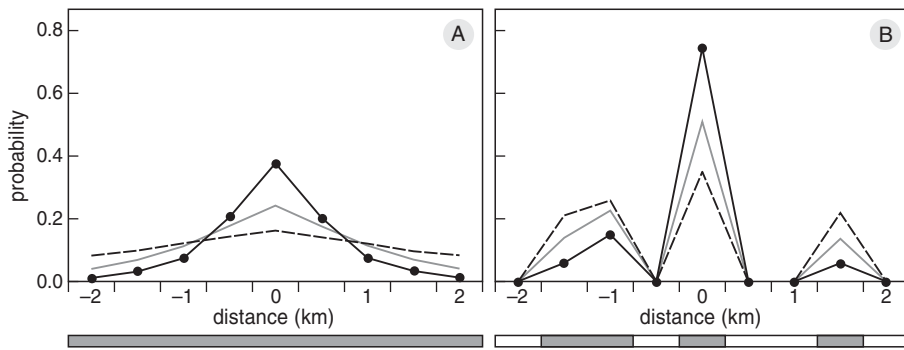 A
B
probability
0.8
0.6
0.4
0.2
0.0
−2 −1 0 1 2
distance (km)
−2 −1 0 1 2
distance (km)